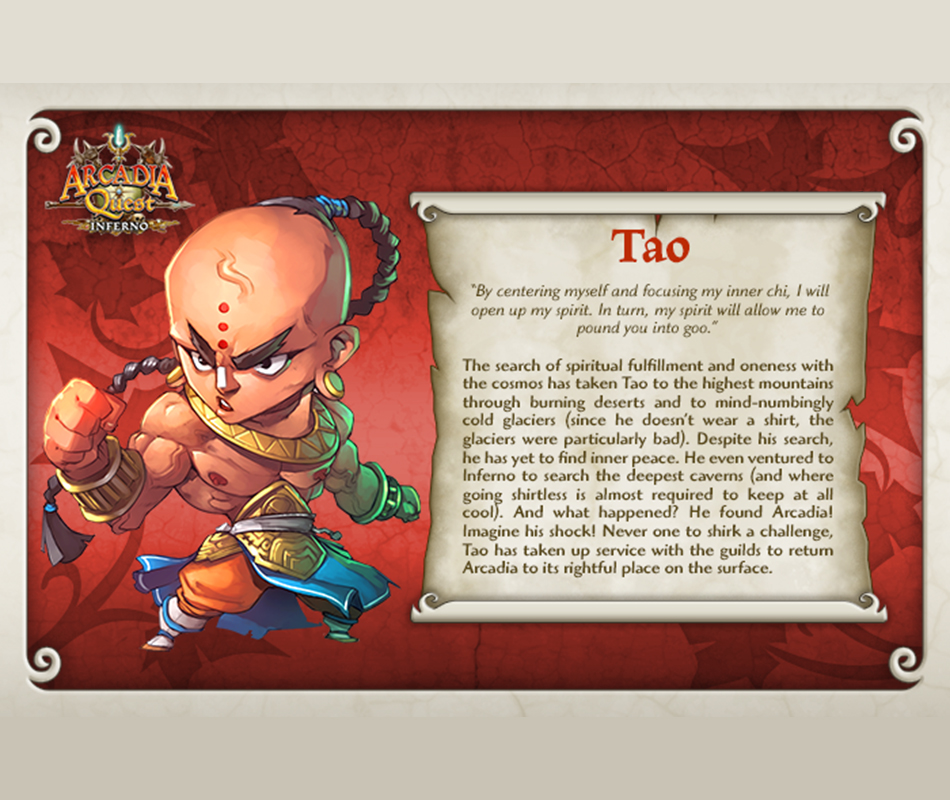 ARCADIA
Quest
INFERNO
Tao
"By centering myself and focusing my inner chi, I will
open up my spirit. In turn, my spirit will allow me to
pound you into goo."
The search of spiritual fulfillment and oneness with
the cosmos has taken Tao to the highest mountains
through burning deserts and to mind-numbingly
cold glaciers (since he doesn't wear a shirt, the
glaciers were particularly bad). Despite his search,
he has yet to find inner peace. He even ventured to
Inferno to search the deepest caverns (and where
going shirtless is almost required to keep at all
cool). And what happened? He found Arcadia!
Imagine his shock! Never one to shirk a challenge,
Tao has taken up service with the guilds to return
Arcadia to its rightful place on the surface.